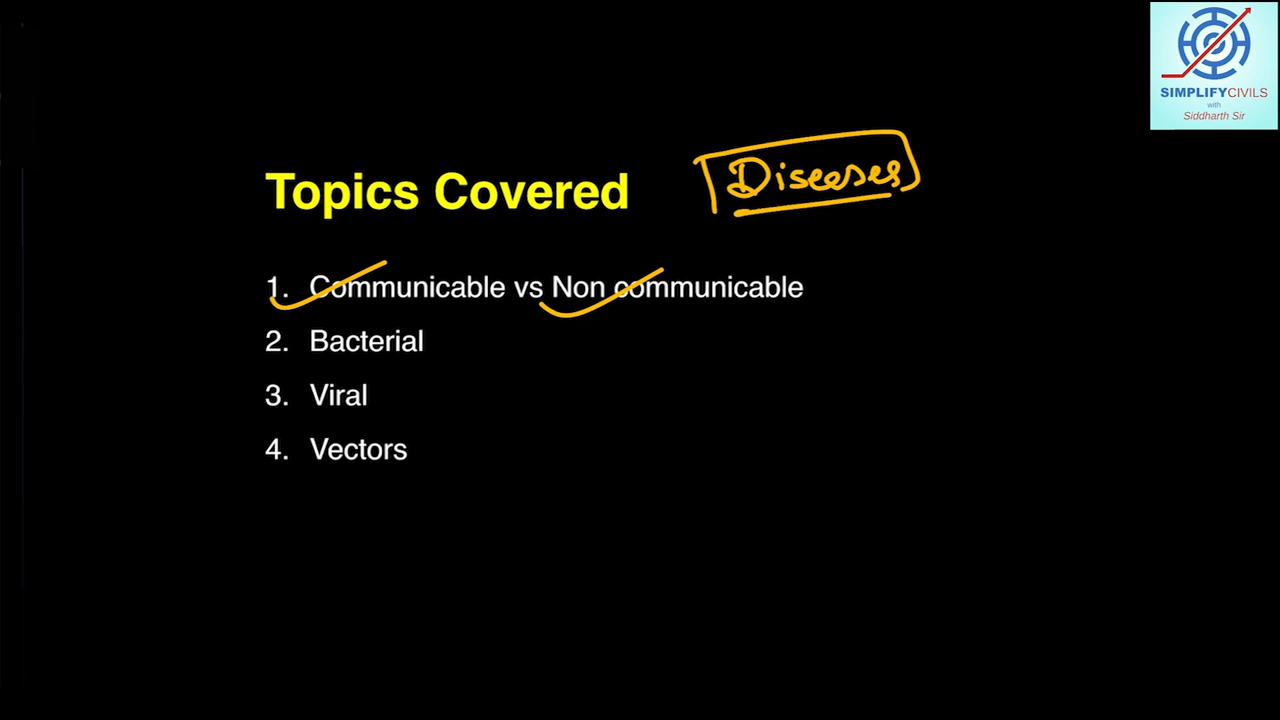 SIMPLIFYCIVILS
with
Siddharth Sir
Topics Covered
Diseases
1. Communicable vs Non communicable
2. Bacterial
3. Viral
4. Vectors